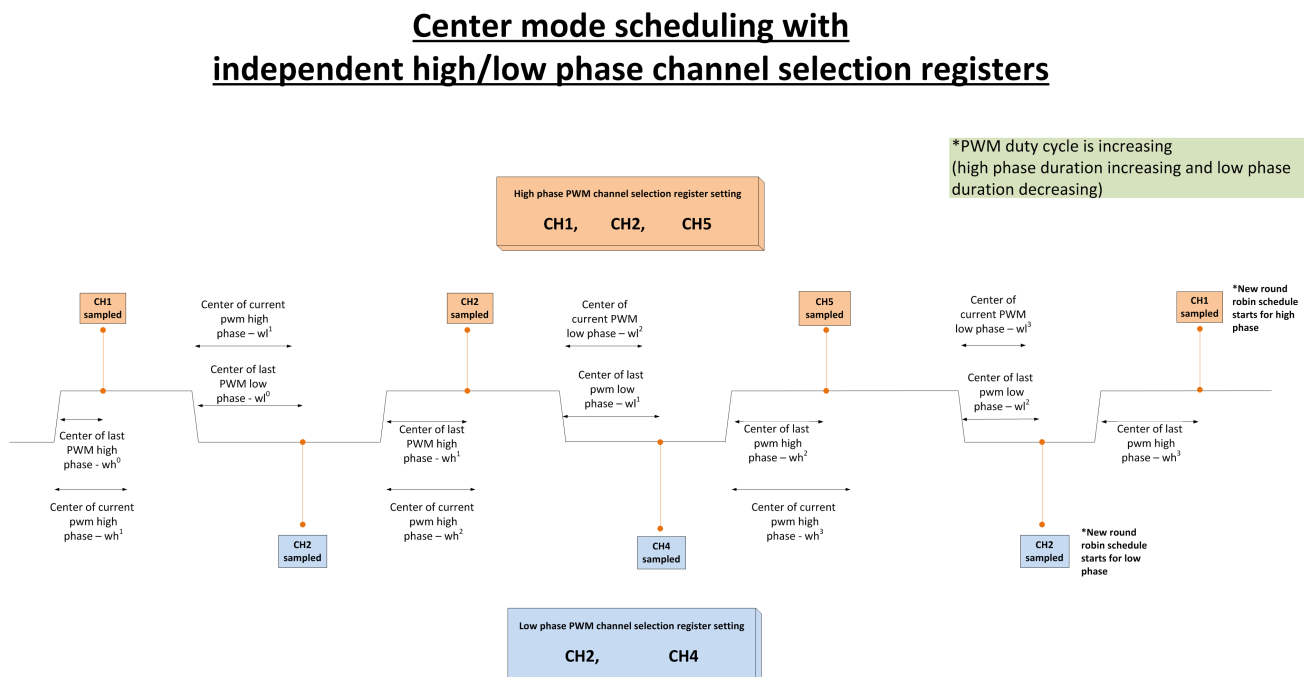 Center mode scheduling with
independent high/low phase channel selection registers
*PWM duty cycle is increasing
(high phase duration increasing and low phase
duration decreasing)
High phase PWM channel selection register setting
CH1, CH2, CH5
CH1
sampled
Center of current
pwm high
phase – wl¹
Center of last
PWM low
phase - wl⁰
CH2
sampled
Center of
current PWM
low phase – wl²
Center of last
pwm low
phase – wl¹
CH5
sampled
Center of
current PWM
low phase – wl³
Center of last
pwm low
phase – wl²
CH1
sampled
*New round
robin schedule
starts for high
phase
Center of last
PWM high
phase - wh⁰
Center of current
pwm high
phase – wh¹
CH2
sampled
Center of last
PWM high
phase - wh¹
Center of current
pwm high
phase – wh²
CH4
sampled
Center of last
pwm high
phase – wh²
Center of current
pwm high
phase - wh³
CH2
sampled
*New round
robin schedule
starts for low
phase
Center of last
pwm high
phase – wh³
Low phase PWM channel selection register setting
CH2, CH4